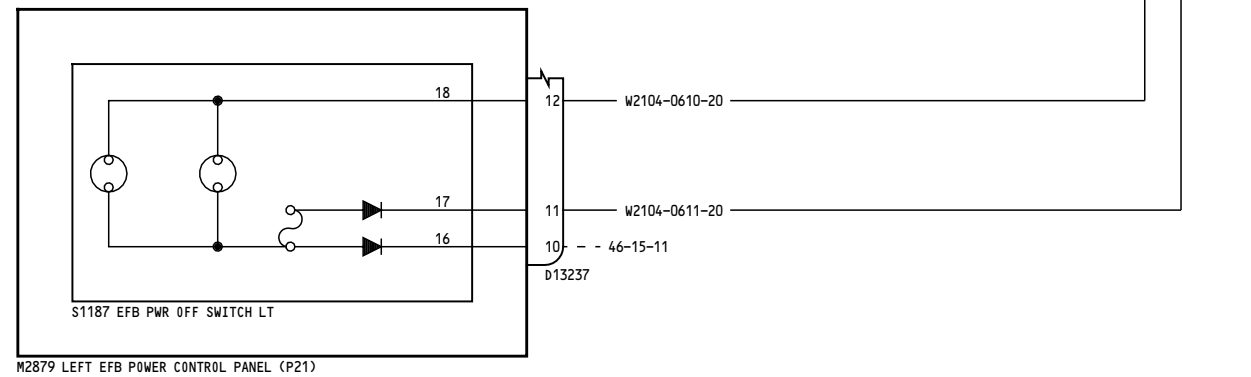 18
12
W2104-0610-20
17
11
W2104-0611-20
16
10
46-15-11
D13237
S1187 EFB PWR OFF SWITCH LT
M2879 LEFT EFB POWER CONTROL PANEL (P21)